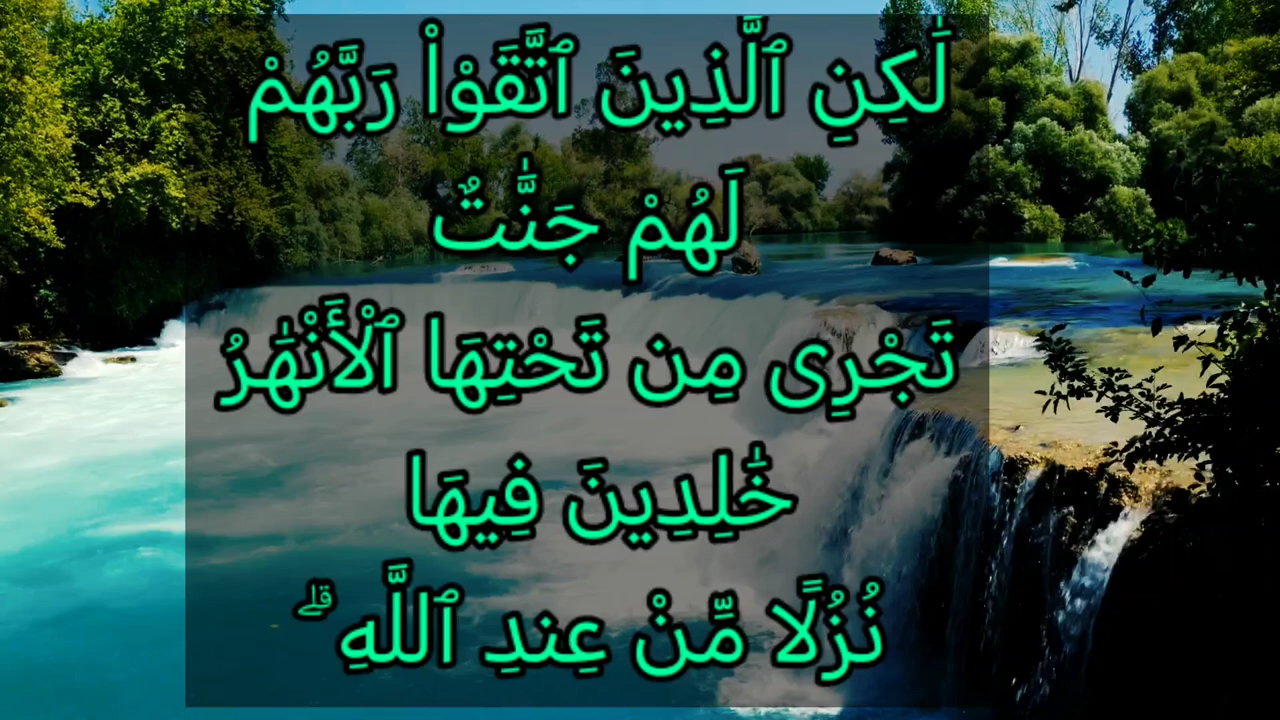 لَٰكِنِ ٱلَّذِينَ ٱتَّقَوْا۟ رَبَّهُمْ
لَهُمْ جَنَّٰتٌ
تَجْرِى مِن تَحْتِهَا ٱلْأَنْهَٰرُ
خَٰلِدِينَ فِيهَا
نُزُلًا مِّنْ عِندِ ٱللَّهِ ۗ